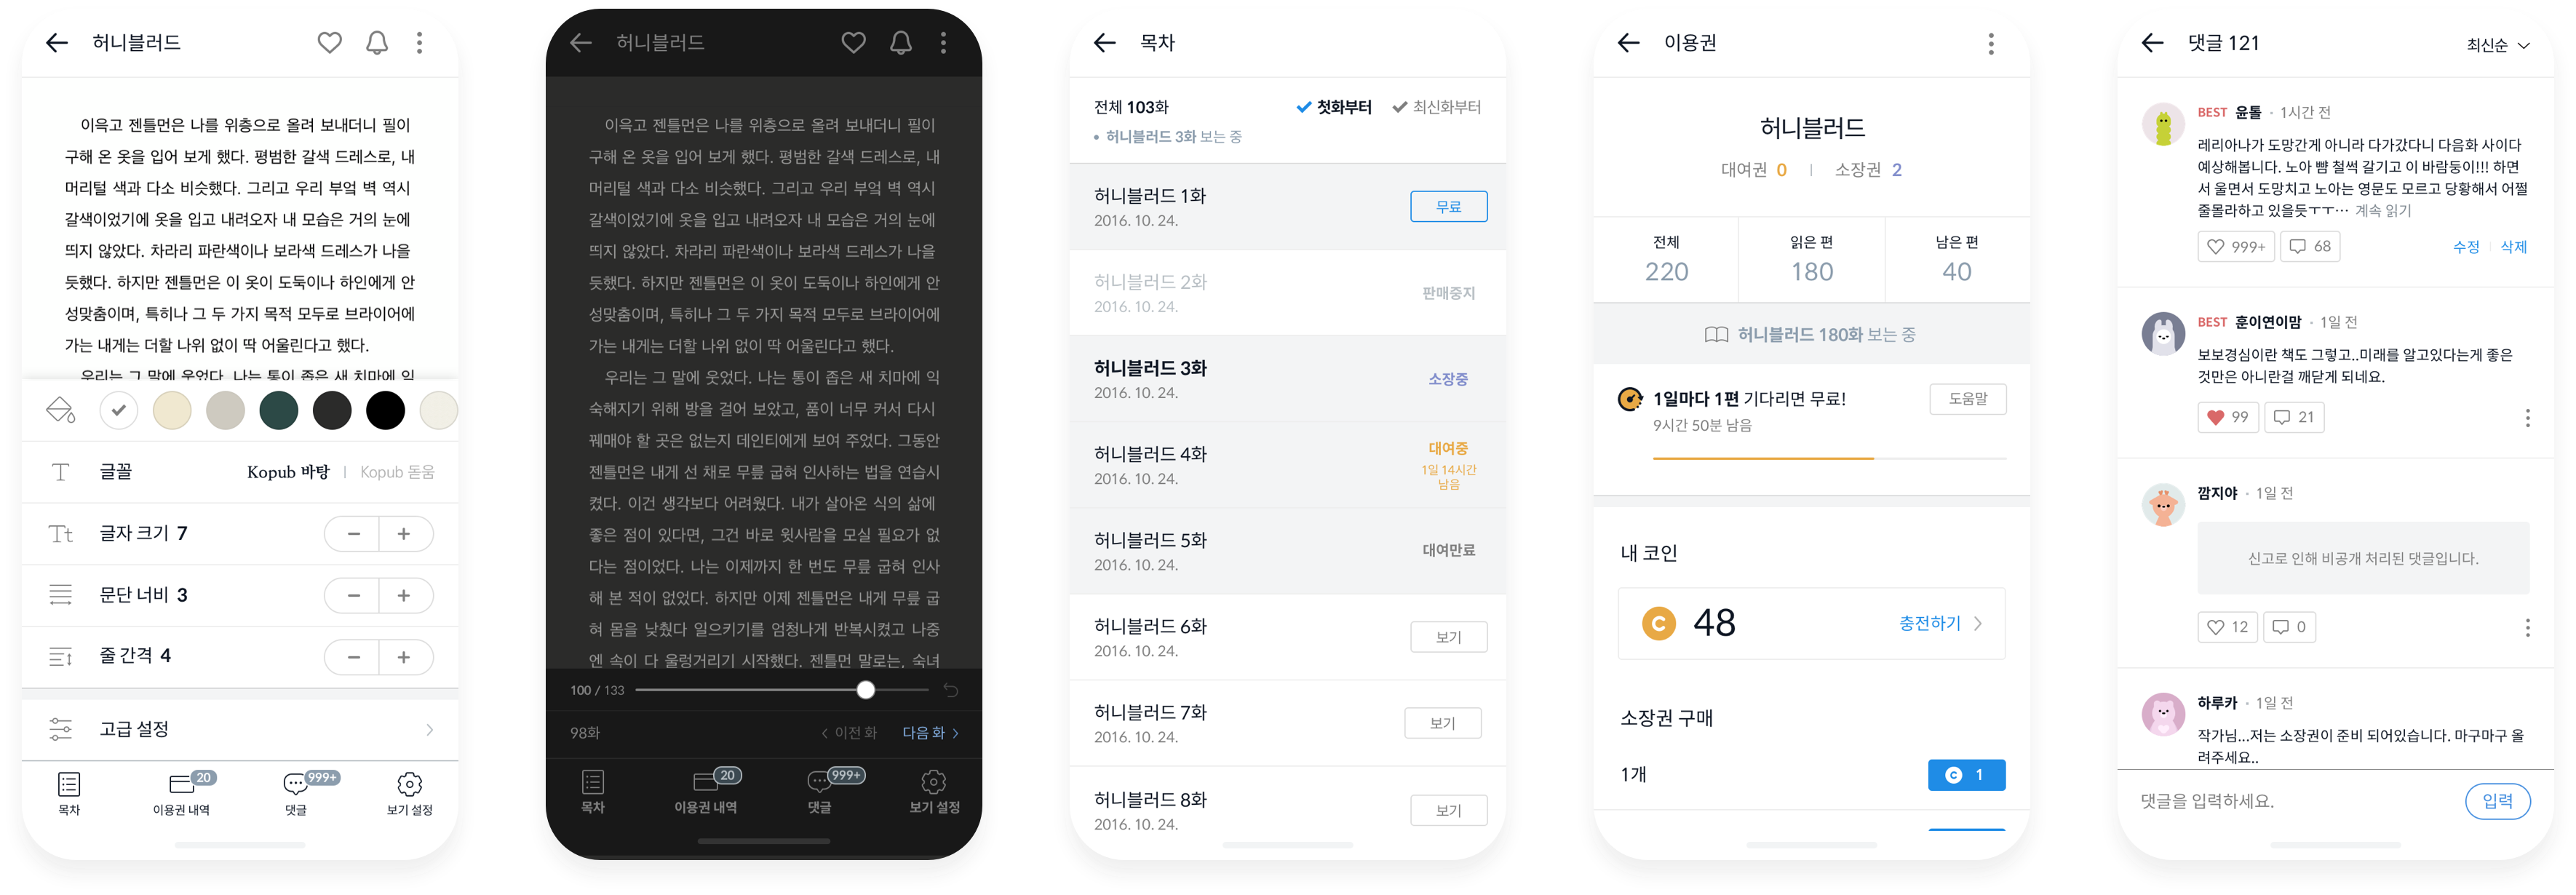 허니블러드
이윽고 젠틀먼은 나를 위층으로 올려 보내더니 필이
구해 온 옷을 입어 보게 했다. 평범한 갈색 드레스로, 내
머리털 색과 다소 비슷했다. 그리고 우리 부엌 벽 역시
갈색이었기에 옷을 입고 내려오자 내 모습은 거의 눈에
띄지 않았다. 차라리 파란색이나 보라색 드레스가 나을
듯했다. 하지만 젠틀먼은 이 옷이 도둑이나 하인에게 안
성맞춤이며, 특히나 그 두 가지 목적 모두로 브라이어에
가는 내게는 더할 나위 없이 딱 어울린다고 했다.
우리는 그 말에 웃었다. 나는 통이 좁은 새 치마에 익
글꼴 Kopub 바탕 | Kopub 돋움
글자 크기 7
문단 너비 3
줄 간격 4
고급 설정
20 999+
목차 이용권 내역 댓글 보기 설정
허니블러드
이윽고 젠틀먼은 나를 위층으로 올려 보내더니 필이
구해 온 옷을 입어 보게 했다. 평범한 갈색 드레스로, 내
머리털 색과 다소 비슷했다. 그리고 우리 부엌 벽 역시
갈색이었기에 옷을 입고 내려오자 내 모습은 거의 눈에
띄지 않았다. 차라리 파란색이나 보라색 드레스가 나을
듯했다. 하지만 젠틀먼은 이 옷이 도둑이나 하인에게 안
성맞춤이며, 특히나 그 두 가지 목적 모두로 브라이어에
가는 내게는 더할 나위 없이 딱 어울린다고 했다.
우리는 그 말에 웃었다. 나는 통이 좁은 새 치마에 익
숙해지기 위해 방을 걸어 보았고, 품이 너무 커서 다시
꿰매야 할 곳은 없는지 데인티에게 보여 주었다. 그동안
젠틀먼은 내게 선 채로 무릎 굽혀 인사하는 법을 연습시
켰다. 이건 생각보다 어려웠다. 내가 살아온 식의 삶에
좋은 점이 있다면, 그건 바로 윗사람을 모실 필요가 없
다는 점이었다. 나는 이제까지 한 번도 무릎 굽혀 인사
해 본 적이 없었다. 하지만 이제 젠틀먼은 내게 무릎 굽
혀 몸을 낮췄다 일으키기를 엄청나게 반복시켰고 나중
엔 속이 다 울렁거리기 시작했다. 젠틀먼 말로는, 숙녀
100 / 133
98화 이전 화 다음 화
20 999+
목차 이용권 내역 댓글 보기 설정
목차
전체 103화 첫화부터 최신화부터
• 허니블러드 3화 보는 중
허니블러드 1화
2016. 10. 24.
무료
허니블러드 2화
2016. 10. 24.
판매중지
허니블러드 3화
2016. 10. 24.
소장중
허니블러드 4화
2016. 10. 24.
대여중
1일 14시간
남음
허니블러드 5화
2016. 10. 24.
대여만료
허니블러드 6화
2016. 10. 24.
보기
허니블러드 7화
2016. 10. 24.
보기
허니블러드 8화
2016. 10. 24.
보기
이용권
허니블러드
대여권 0 | 소장권 2
전체 읽은 편 남은 편
220 180 40
허니블러드 180화 보는 중
1일마다 1편 기다리면 무료!
9시간 50분 남음
도움말
내 코인
C 48 충전하기
소장권 구매
1개 C 1
댓글 121 최신순
BEST 윤톨 · 1시간 전
레리아나가 도망간게 아니라 다가갔다니 다음화 사이다
예상해봅니다. 노아 뺨 철썩 갈기고 이 바람둥이!!! 하면
서 울면서 도망치고 노아는 영문도 모르고 당황해서 어쩔
줄몰라하고 있을듯ㅜㅜ… 계속 읽기
999+ 68 수정 | 삭제
BEST 훈이연이맘 · 1일 전
보보경심이란 책도 그렇고..미래를 알고있다는게 좋은
것만은 아니란걸 깨닫게 되네요.
99 21
깜지야 · 1일 전
신고로 인해 비공개 처리된 댓글입니다.
12 0
하루카 · 1일 전
작가님...저는 소장권이 준비 되어있습니다. 마구마구 올
려주세요..
댓글을 입력하세요. 입력